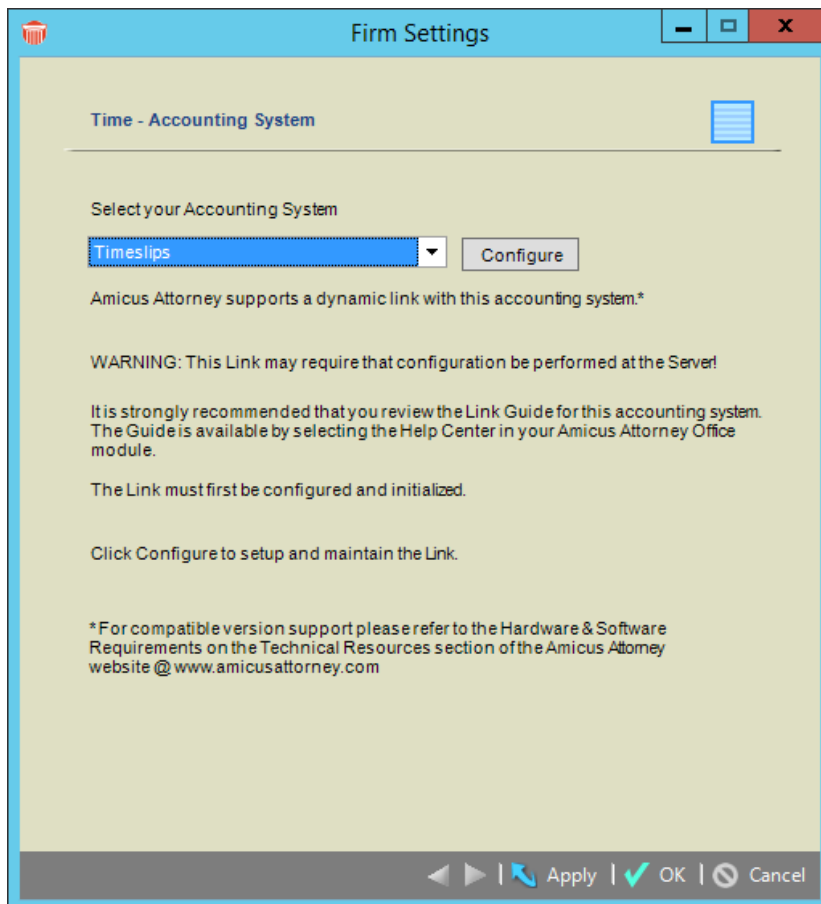 Firm Settings
Time - Accounting System
Select your Accounting System
Timeslips
Configure
Amicus Attorney supports a dynamic link with this accounting system.*
WARNING: This Link may require that configuration be performed at the Server!
It is strongly recommended that you review the Link Guide for this accounting system.
The Guide is available by selecting the Help Center in your Amicus Attorney Office
module.
The Link must first be configured and initialized.
Click Configure to setup and maintain the Link.
*For compatible version support please refer to the Hardware & Software
Requirements on the Technical Resources section of the Amicus Attorney
website @ www.amicusattorney.com
Apply OK Cancel